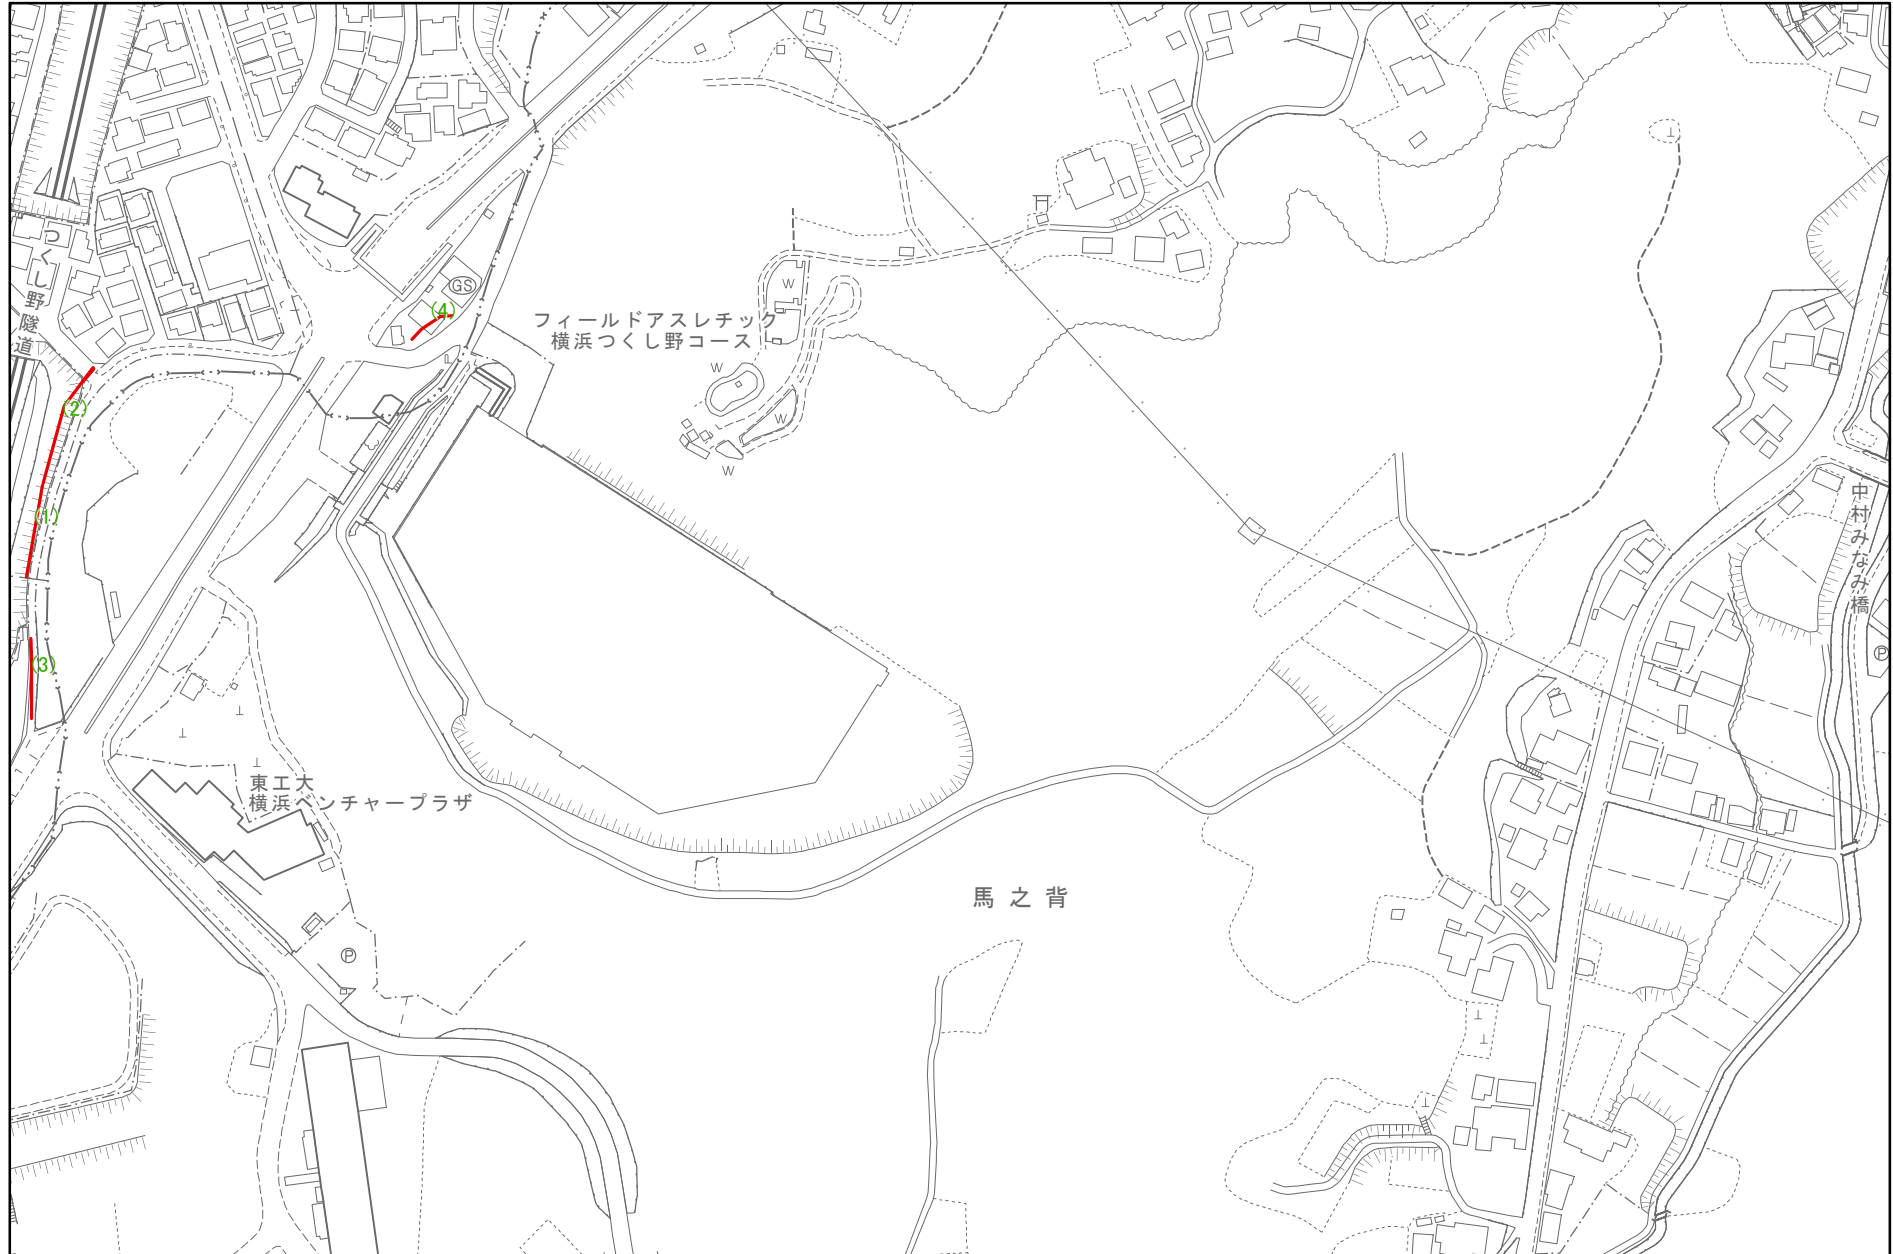 つくし野隧道
GS
(4)
フィールドアスレチック
横浜つくし野コース
W
W
W
W
(2)
(1)
中村みなみ橋
P
(3)
東工大
横浜ベンチャープラザ
馬之背
P